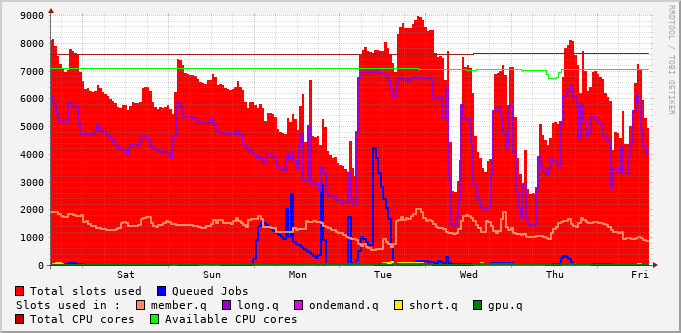 9000
8000
7000
6000
5000
4000
3000
2000
1000
0
Sat Sun Mon Tue Wed Thu Fri
RRDTOOL / TOBI OETIKER
Total slots used Queued Jobs
Slots used in : member.q long.q ondemand.q short.q gpu.q
Total CPU cores Available CPU cores